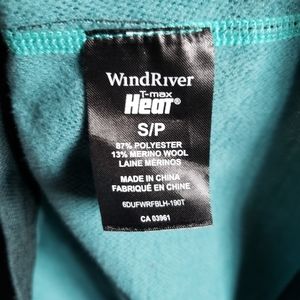 WindRiver
T-max
Heat®
S/P
87% POLYESTER
13% MERINO WOOL
LAINE MÉRINOS
MADE IN CHINA
FABRIQUÉ EN CHINE
6DUFWRFBLH-190T
CA 03961